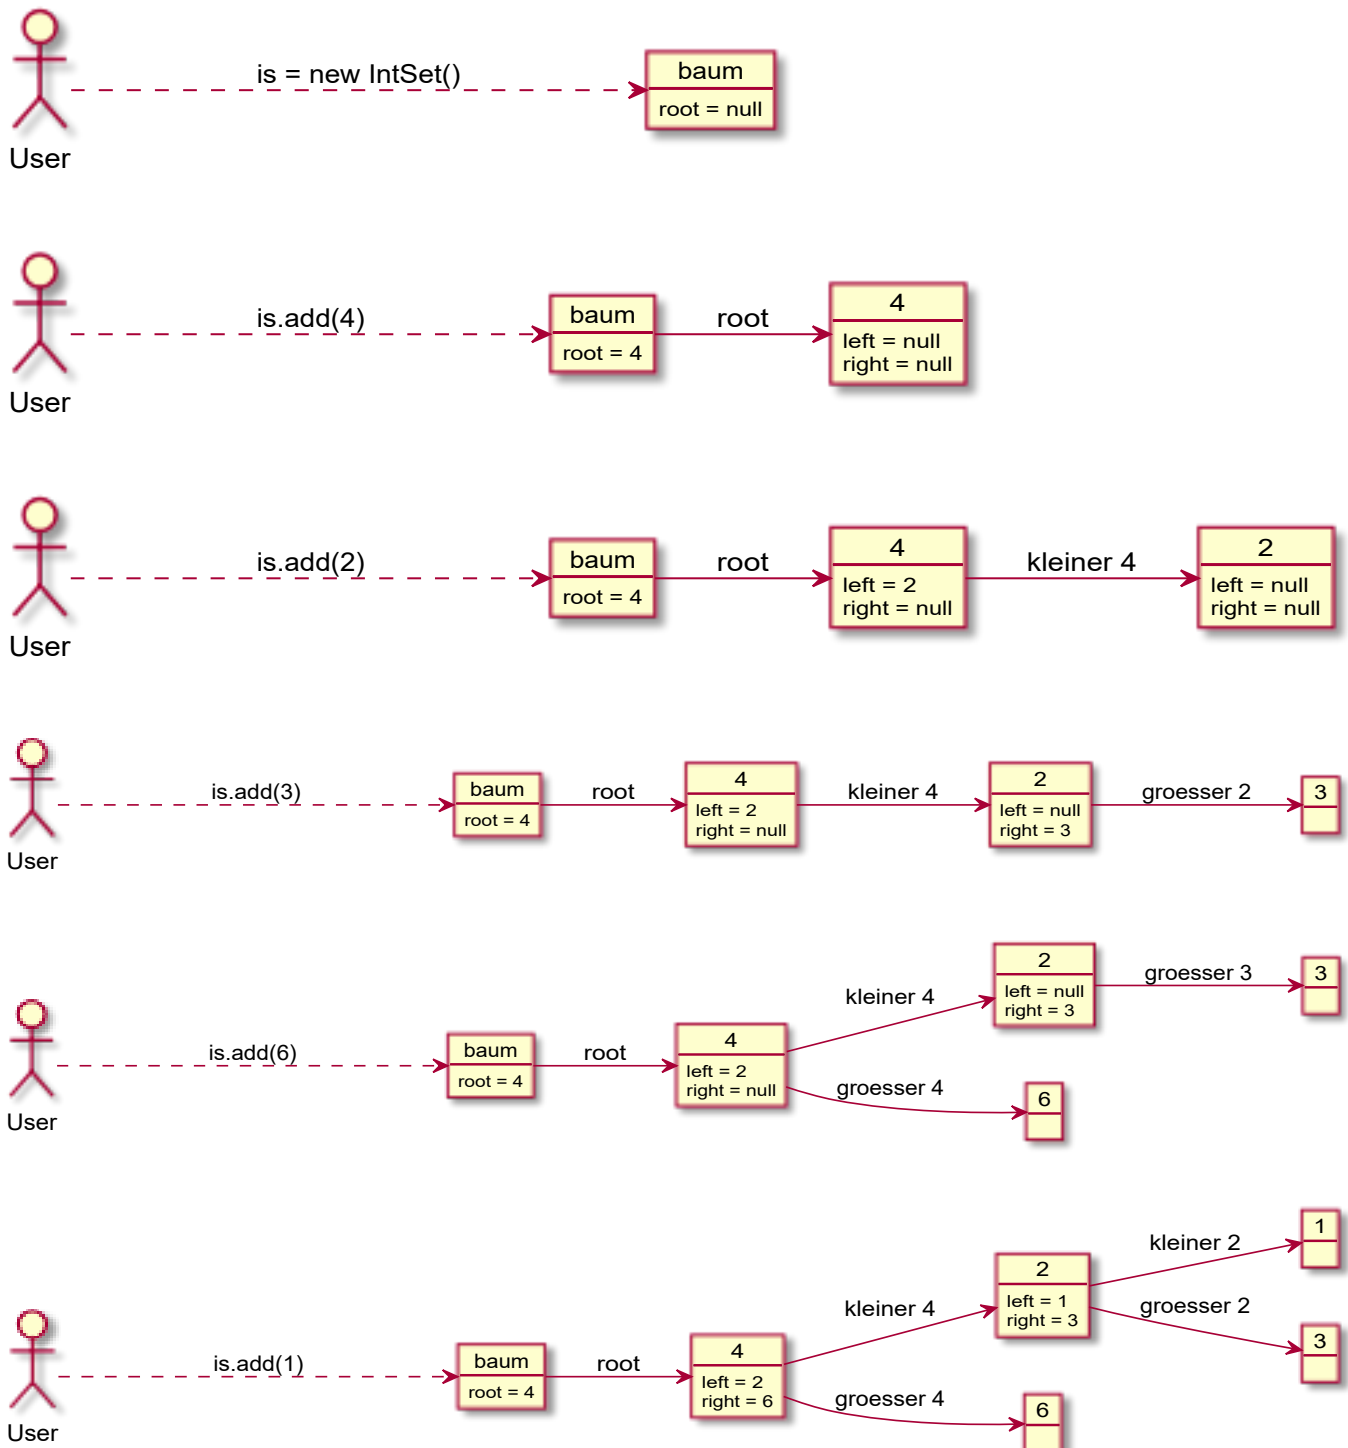 is = new IntSet()
baum
root = null
User
is.add(4)
baum
root = 4
root
4
left = null
right = null
User
is.add(2)
baum
root = 4
root
4
left = 2
right = null
kleiner 4
2
left = null
right = null
User
is.add(3)
baum
root = 4
root
4
left = 2
right = null
kleiner 4
2
left = null
right = 3
groesser 2
3
User
is.add(6)
baum
root = 4
root
4
left = 2
right = null
kleiner 4
2
left = null
right = 3
groesser 3
3
groesser 4
6
User
is.add(1)
baum
root = 4
root
4
left = 2
right = 6
kleiner 4
2
left = 1
right = 3
kleiner 2
1
groesser 2
3
groesser 4
6
User